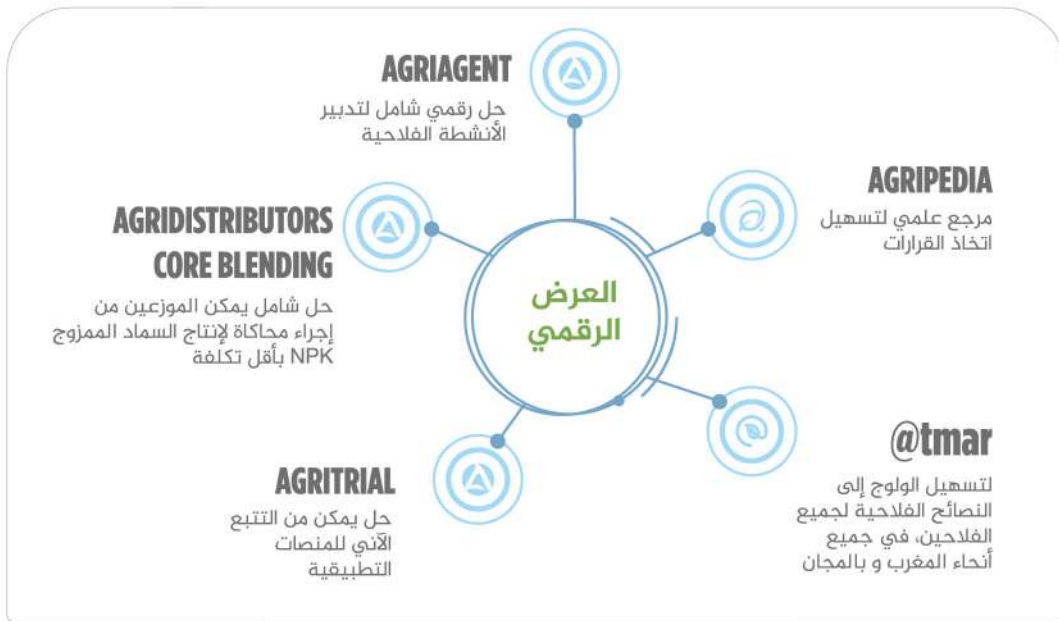 AGRIAGENT
حل رقمي شامل لتدبير
الأنشطة الفلاحية
AGRIPEDIA
مرجع علمي لتسهيل
اتخاذ القرارات
AGRIDISTRIBUTORS
CORE BLENDING
حل شامل يمكن الموزعين من
إجراء محاكاة لإنتاج السماد الممزوج
NPK بأقل تكلفة
العرض
الرقمي
@tmar
لتسهيل الولوج إلى
النصائح الفلاحية لجميع
الفلاحين، في جميع
أنحاء المغرب و بالمجان
AGRITRIAL
حل يمكن من التتبع
الآني للمنصات
التطبيقية